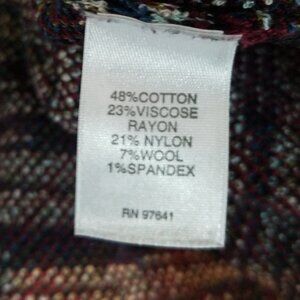 48%COTTON
23%VISCOSE
RAYON
21% NYLON
7%WOOL
1%SPANDEX
RN 97641